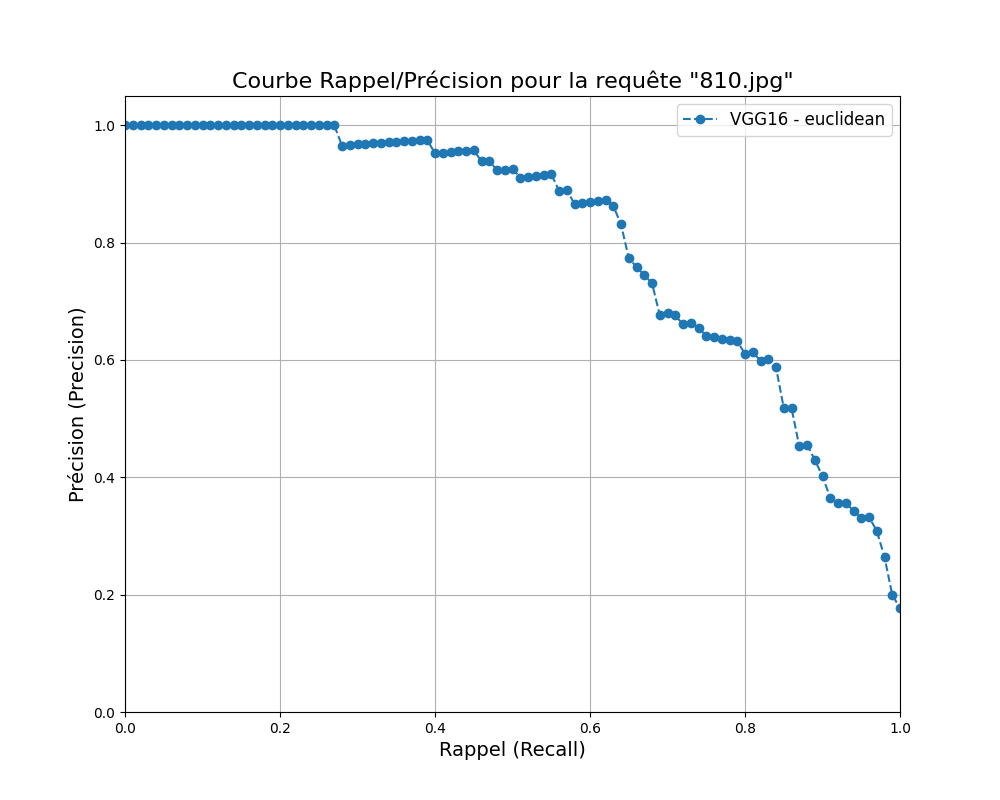 Courbe Rappel/Précision pour la requête "810.jpg"
VGG16 - euclidean
1.0
0.8
0.6
0.4
0.2
0.0
Précision (Precision)
0.0 0.2 0.4 0.6 0.8 1.0
Rappel (Recall)